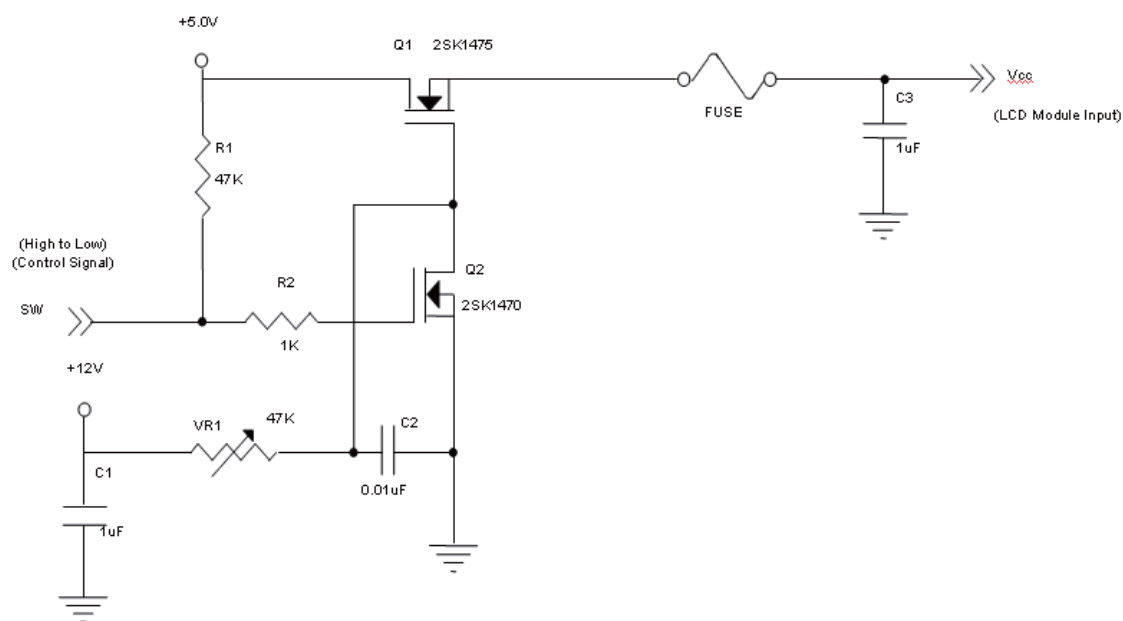 +5.0V
Q1 2SK1475
Vcc
(LCD Module Input)
FUSE
C3
1uF
R1
47K
(High to Low)
(Control Signal)
SW
R2
1K
Q2
2SK1470
+12V
VR1
47K
C2
0.01uF
C1
1uF